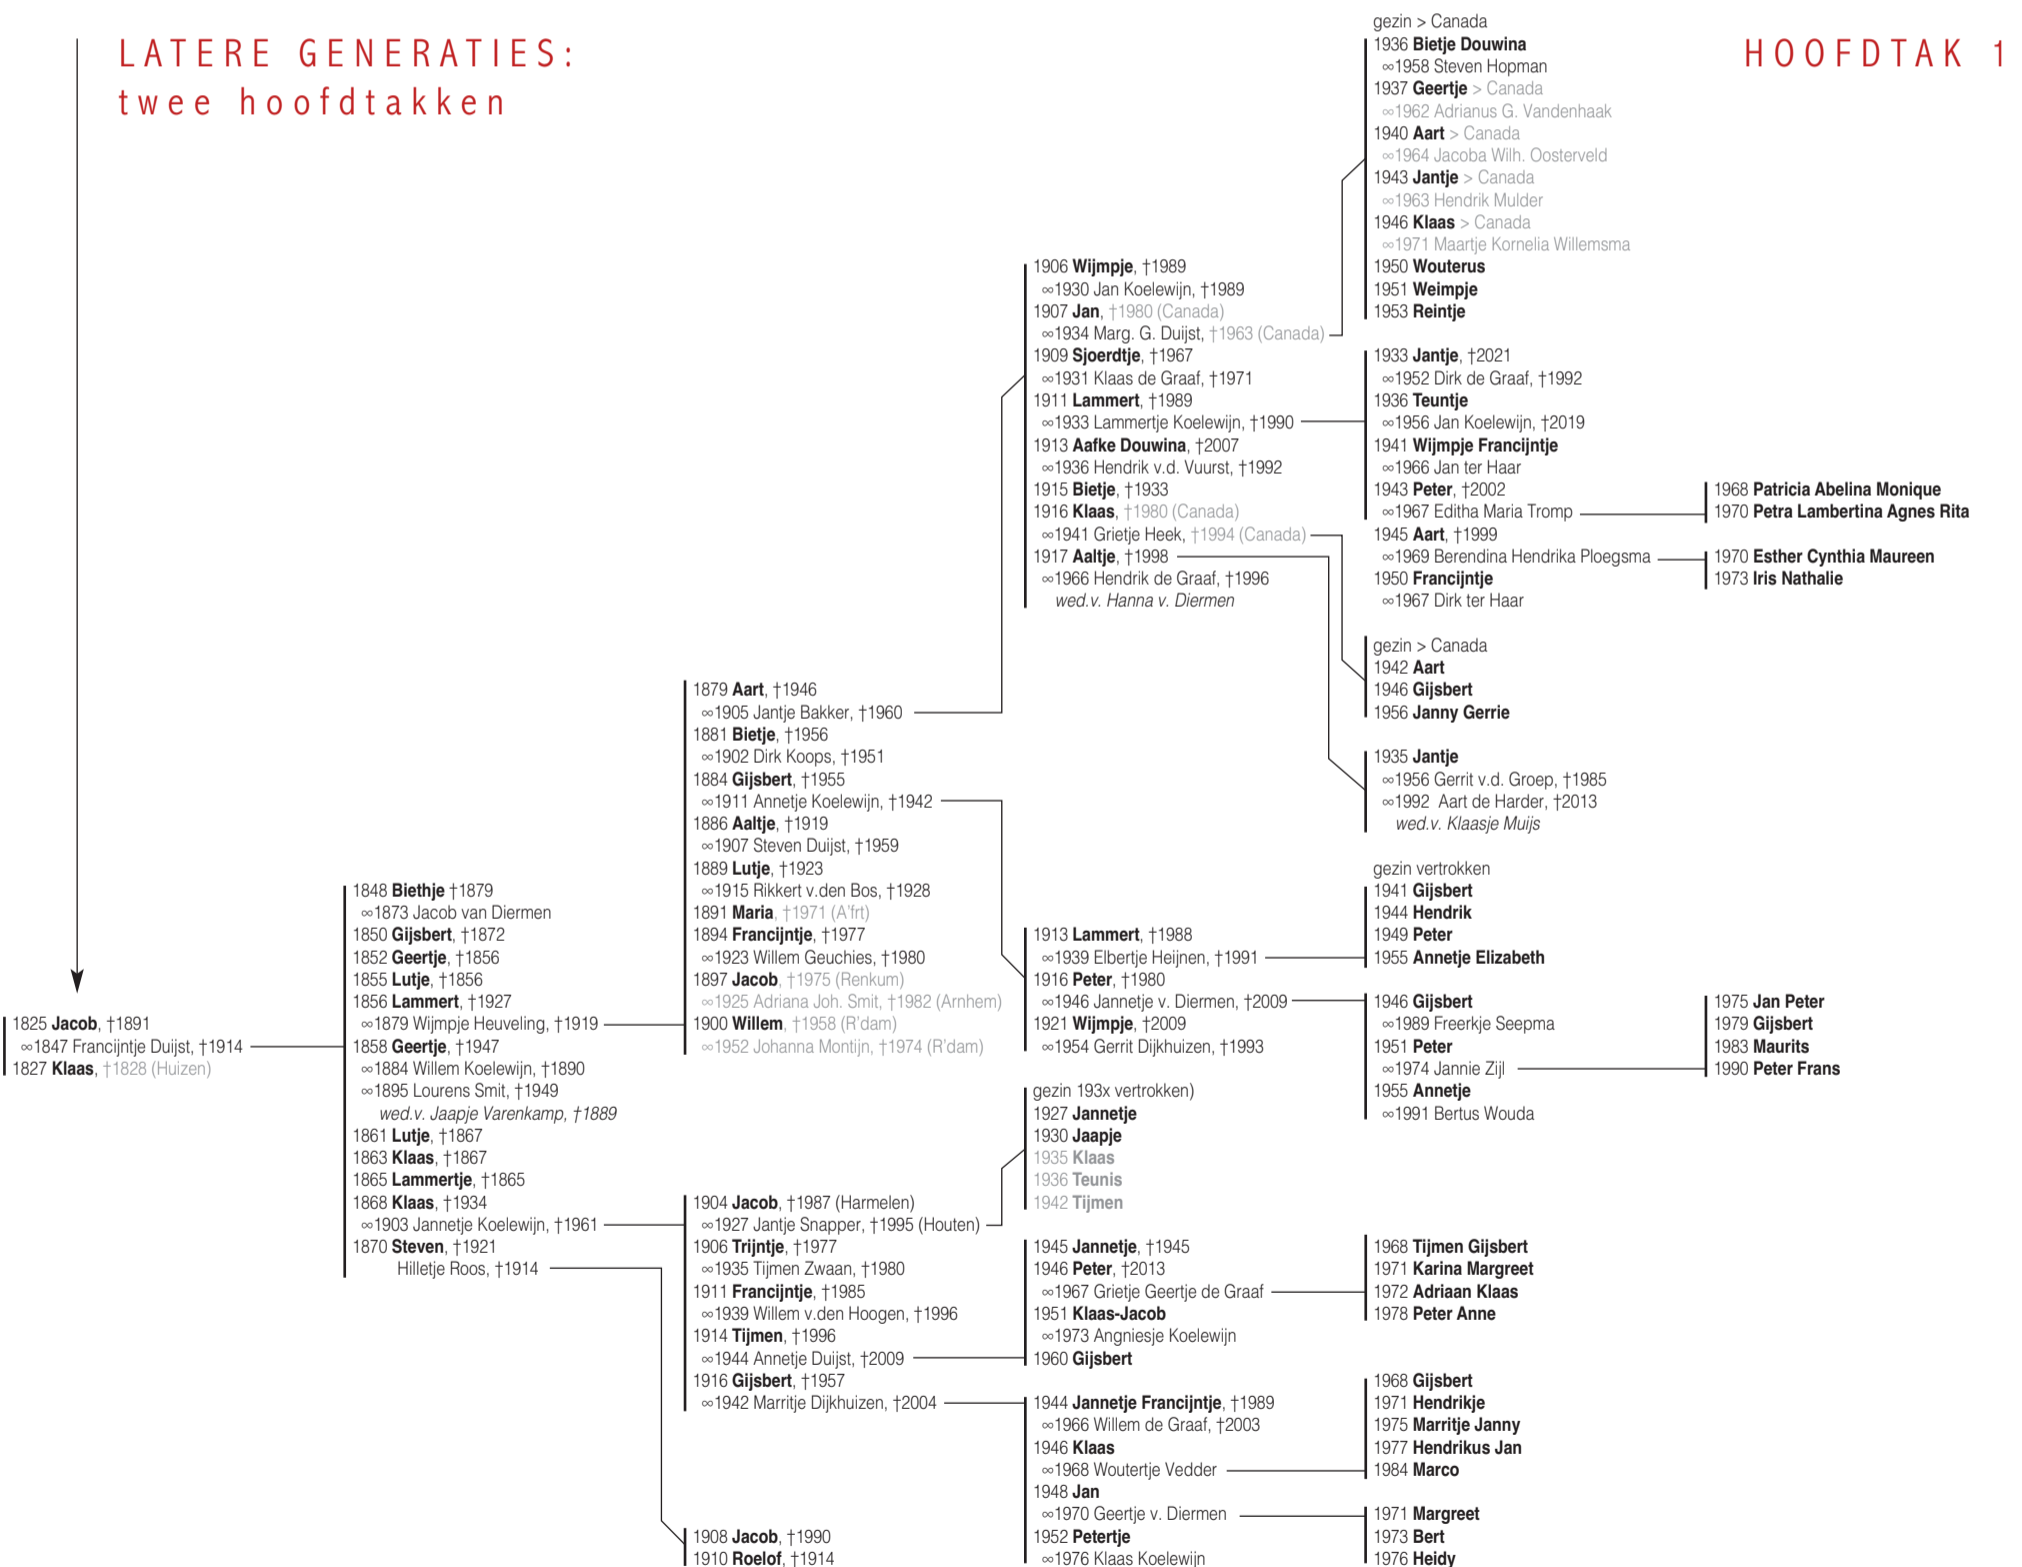 LATERE GENERATIES:
twee hoofdtakken
HOOFDTAK 1
1825 Jacob, †1891
∞1847 Francijntje Duijst, †1914
1827 Klaas, †1828 (Huizen)
1848 Biethje †1879
∞1873 Jacob van Diermen
1850 Gijsbert, †1872
1852 Geertje, †1856
1855 Lutje, †1856
1856 Lammert, †1927
∞1879 Wijmpje Heuveling, †1919
1858 Geertje, †1947
∞1884 Willem Koelewijn, †1890
∞1895 Lourens Smit, †1949
wed.v. Jaapje Varenkamp, †1889
1861 Lutje, †1867
1863 Klaas, †1867
1865 Lammertje, †1865
1868 Klaas, †1934
∞1903 Jannetje Koelewijn, †1961
1870 Steven, †1921
Hilletje Roos, †1914
1879 Aart, †1946
∞1905 Jantje Bakker, †1960
1881 Bietje, †1956
∞1902 Dirk Koops, †1951
1884 Gijsbert, †1955
∞1911 Annetje Koelewijn, †1942
1886 Aaltje, †1919
∞1907 Steven Duijst, †1959
1889 Lutje, †1923
∞1915 Rikkert v.den Bos, †1928
1891 Maria, †1971 (A'frt)
1894 Francijntje, †1977
∞1923 Willem Geuchies, †1980
1897 Jacob, †1975 (Renkum)
∞1925 Adriana Joh. Smit, †1982 (Arnhem)
1900 Willem, †1958 (R'dam)
∞1952 Johanna Montijn, †1974 (R'dam)
1904 Jacob, †1987 (Harmelen)
∞1927 Jantje Snapper, †1995 (Houten)
1906 Trijntje, †1977
∞1935 Tijmen Zwaan, †1980
1911 Francijntje, †1985
∞1939 Willem v.den Hoogen, †1996
1914 Tijmen, †1996
∞1944 Annetje Duijst, †2009
1916 Gijsbert, †1957
∞1942 Marritje Dijkhuizen, †2004
1908 Jacob, †1990
1910 Roelof, †1914
1906 Wijmpje, †1989
∞1930 Jan Koelewijn, †1989
1907 Jan, †1980 (Canada)
∞1934 Marg. G. Duijst, †1963 (Canada)
1909 Sjoerdtje, †1967
∞1931 Klaas de Graaf, †1971
1911 Lammert, †1989
∞1933 Lammertje Koelewijn, †1990
1913 Aafke Douwina, †2007
∞1936 Hendrik v.d. Vuurst, †1992
1915 Bietje, †1933
1916 Klaas, †1980 (Canada)
∞1941 Grietje Heek, †1994 (Canada)
1917 Aaltje, †1998
∞1966 Hendrik de Graaf, †1996
wed.v. Hanna v. Diermen
1913 Lammert, †1988
∞1939 Elbertje Heijnen, †1991
1916 Peter, †1980
∞1946 Jannetje v. Diermen, †2009
1921 Wijmpje, †2009
∞1954 Gerrit Dijkhuizen, †1993
gezin 193x vertrokken)
1927 Jannetje
1930 Jaapje
1935 Klaas
1936 Teunis
1942 Tijmen
1945 Jannetje, †1945
1946 Peter, †2013
∞1967 Grietje Geertje de Graaf
1951 Klaas-Jacob
∞1973 Angniesje Koelewijn
1960 Gijsbert
1944 Jannetje Francijntje, †1989
∞1966 Willem de Graaf, †2003
1946 Klaas
∞1968 Woutertje Vedder
1948 Jan
∞1970 Geertje v. Diermen
1952 Petertje
∞1976 Klaas Koelewijn
gezin > Canada
1936 Bietje Douwina
∞1958 Steven Hopman
1937 Geertje > Canada
∞1962 Adrianus G. Vandenhaak
1940 Aart > Canada
∞1964 Jacoba Wilh. Oosterveld
1943 Jantje > Canada
∞1963 Hendrik Mulder
1946 Klaas > Canada
∞1971 Maartje Kornelia Willemsma
1950 Wouterus
1951 Weimpje
1953 Reintje
1933 Jantje, †2021
∞1952 Dirk de Graaf, †1992
1936 Teuntje
∞1956 Jan Koelewijn, †2019
1941 Wijmpje Francijntje
∞1966 Jan ter Haar
1943 Peter, †2002
∞1967 Editha Maria Tromp
1945 Aart, †1999
∞1969 Berendina Hendrika Ploegsma
1950 Francijntje
∞1967 Dirk ter Haar
gezin > Canada
1942 Aart
1946 Gijsbert
1956 Janny Gerrie
1935 Jantje
∞1956 Gerrit v.d. Groep, †1985
∞1992 Aart de Harder, †2013
wed.v. Klaasje Muijs
gezin vertrokken
1941 Gijsbert
1944 Hendrik
1949 Peter
1955 Annetje Elizabeth
1946 Gijsbert
∞1989 Freerkje Seepma
1951 Peter
∞1974 Jannie Zijl
1955 Annetje
∞1991 Bertus Wouda
1968 Tijmen Gijsbert
1971 Karina Margreet
1972 Adriaan Klaas
1978 Peter Anne
1968 Gijsbert
1971 Hendrikje
1975 Marritje Janny
1977 Hendrikus Jan
1984 Marco
1971 Margreet
1973 Bert
1976 Heidy
1968 Patricia Abelina Monique
1970 Petra Lambertina Agnes Rita
1970 Esther Cynthia Maureen
1973 Iris Nathalie
1975 Jan Peter
1979 Gijsbert
1983 Maurits
1990 Peter Frans